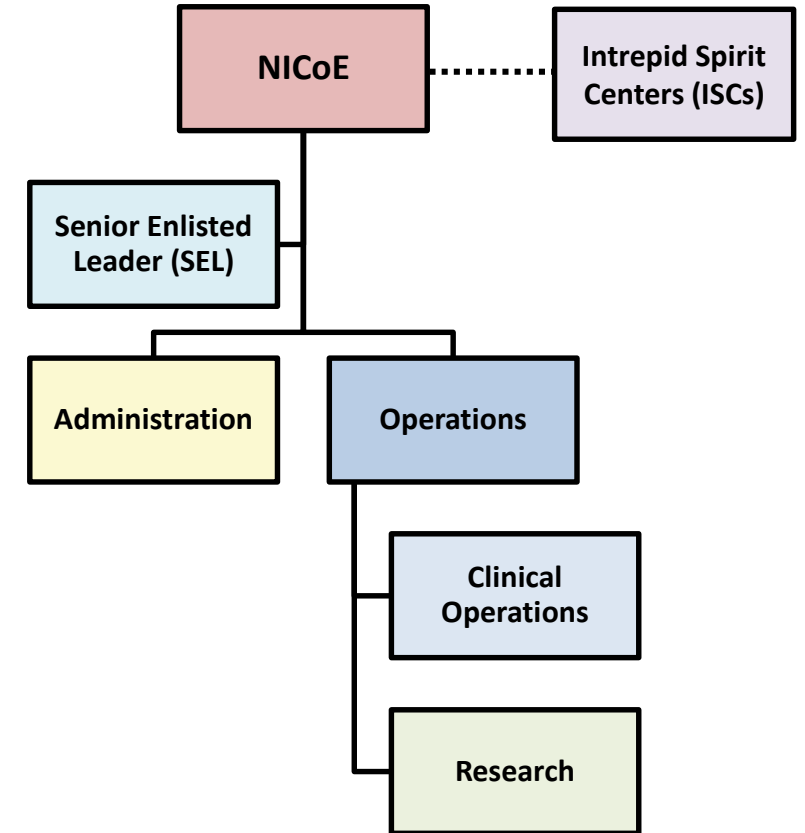 NICoE
Intrepid Spirit
Centers (ISCs)
Senior Enlisted
Leader (SEL)
Administration
Operations
Clinical
Operations
Research